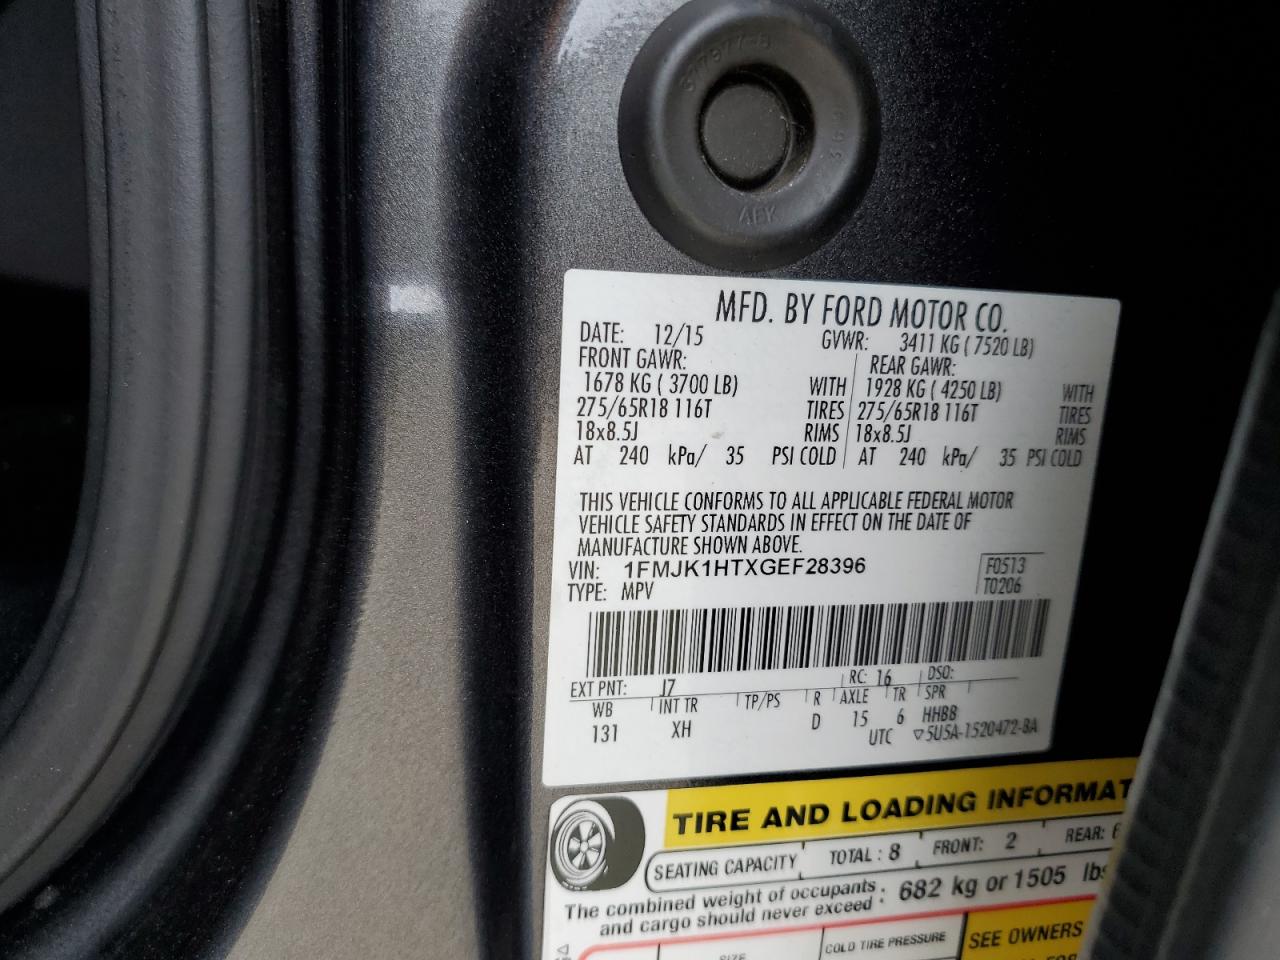 677977-S
AFK
MFD. BY FORD MOTOR CO.
DATE: 12/15 GVWR: 3411 KG ( 7520 LB)
FRONT GAWR: REAR GAWR:
1678 KG ( 3700 LB) WITH 1928 KG ( 4250 LB) WITH
275/65R18 116T TIRES 275/65R18 116T TIRES
18x8.5J RIMS 18x8.5J RIMS
AT 240 kPa/ 35 PSI COLD AT 240 kPa/ 35 PSI COLD
THIS VEHICLE CONFORMS TO ALL APPLICABLE FEDERAL MOTOR
VEHICLE SAFETY STANDARDS IN EFFECT ON THE DATE OF
MANUFACTURE SHOWN ABOVE.
VIN: 1FMJK1HTXGEF28396 F0513
TYPE: MPV T0206
EXT PNT: J7 RC: 16 DSO:
WB INT TR TP/PS R AXLE TR SPR
131 XH D 15 6 HHBB
UTC ▽5U5A-1520472-BA
TIRE AND LOADING INFORMAT
SEATING CAPACITY TOTAL : 8 FRONT: 2 REAR:
The combined weight of occupants
and cargo should never exceed : 682 kg or 1505 lbs
SIZE COLD TIRE PRESSURE SEE OWNERS